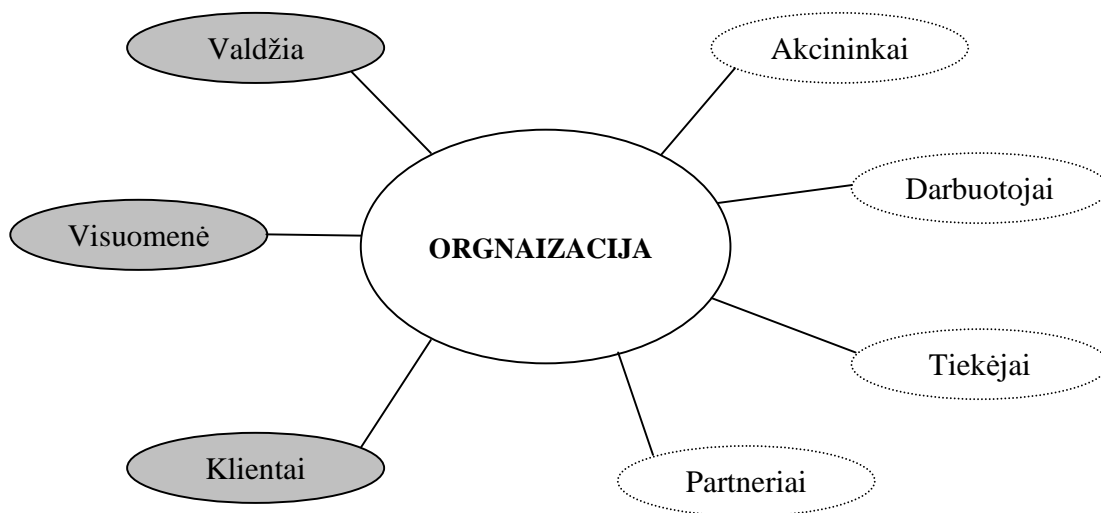 Valdžia
Akcininkai
Darbuotojai
Visuomenė
ORGNAIZACIJA
Tiekėjai
Klientai
Partneriai